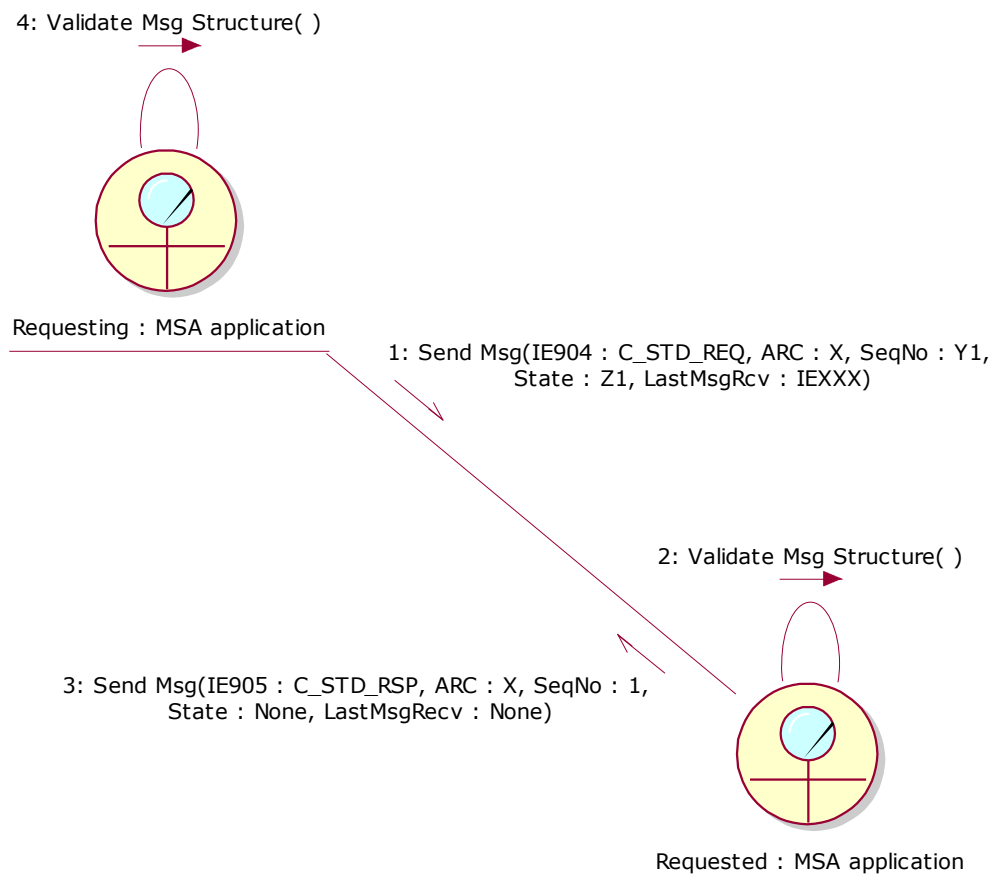 4: Validate Msg Structure( )
Requesting : MSA application
1: Send Msg(IE904 : C_STD_REQ, ARC : X, SeqNo : Y1,
State : Z1, LastMsgRcv : IEXXX)
2: Validate Msg Structure( )
3: Send Msg(IE905 : C_STD_RSP, ARC : X, SeqNo : 1,
State : None, LastMsgRecv : None)
Requested : MSA application